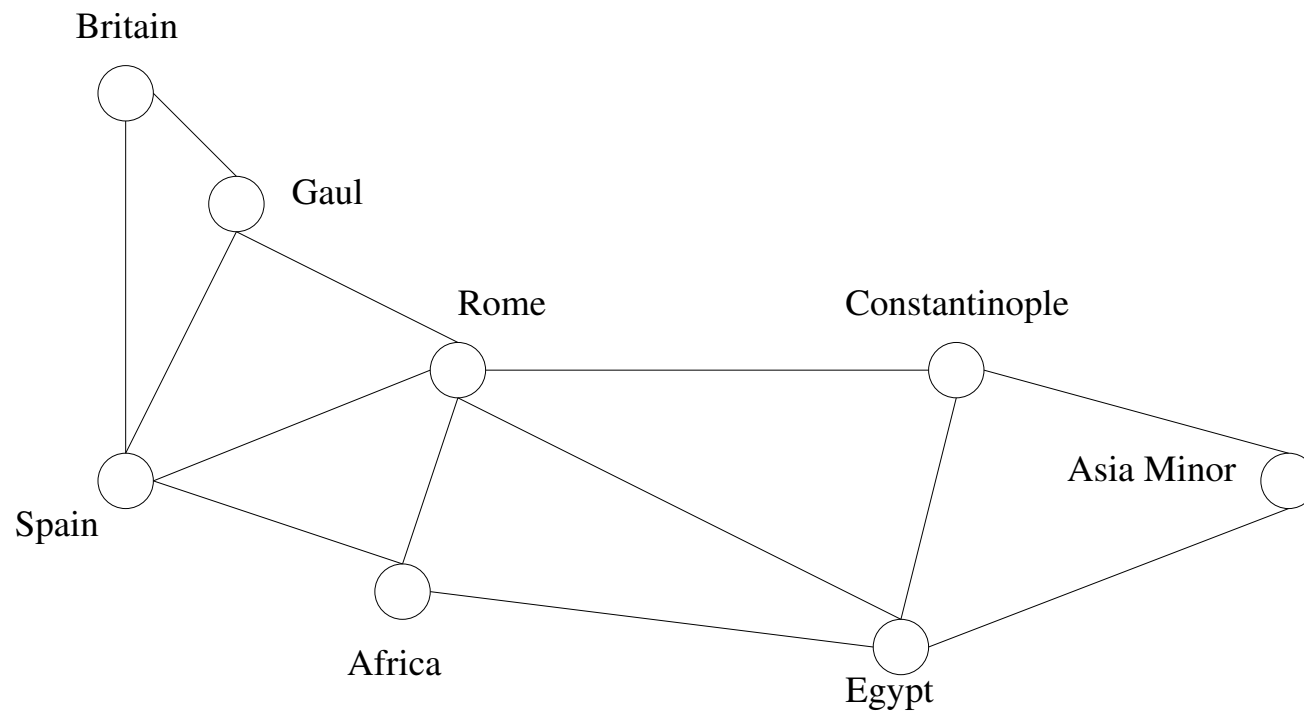 Britain
Gaul
Rome
Constantinople
Asia Minor
Spain
Africa
Egypt